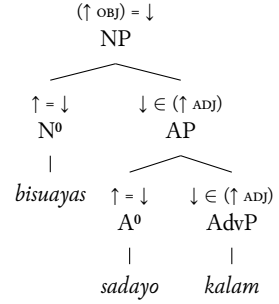 (↑ OBJ) = ↓
NP
↑ = ↓ ↓ ∈ (↑ ADJ)
N⁰ AP
bisuayas ↑ = ↓ ↓ ∈ (↑ ADJ)
A⁰ AdvP
sadayo kalam